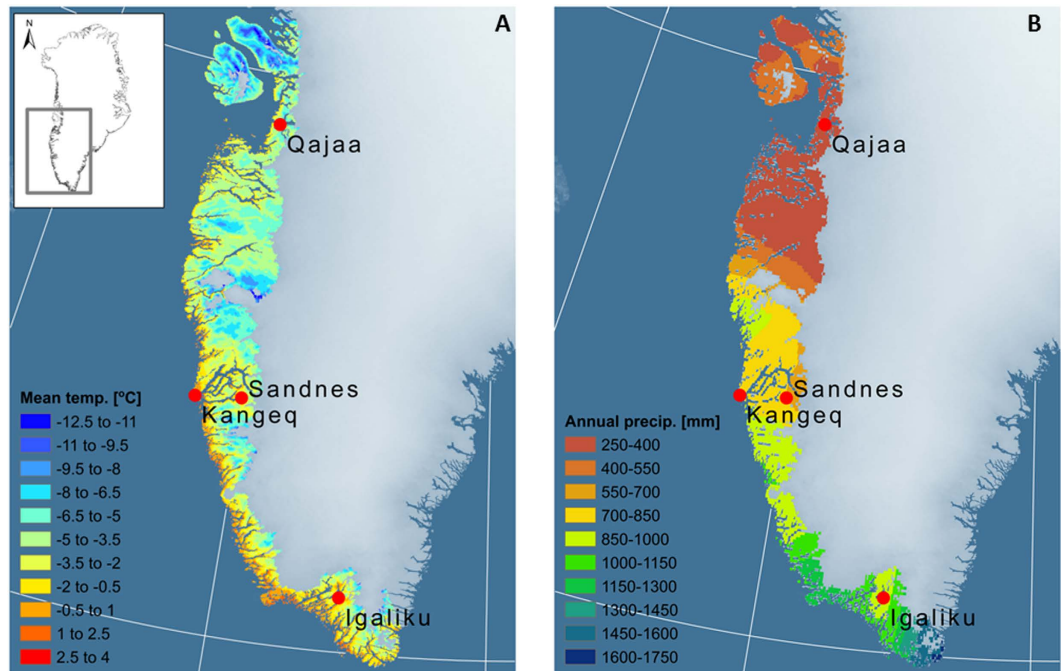 N
A
Qajaa
Sandnes
Kangeq
Igaliku
Mean temp. [ºC]
-12.5 to -11
-11 to -9.5
-9.5 to -8
-8 to -6.5
-6.5 to -5
-5 to -3.5
-3.5 to -2
-2 to -0.5
-0.5 to 1
1 to 2.5
2.5 to 4
B
Qajaa
Sandnes
Kangeq
Igaliku
Annual precip. [mm]
250-400
400-550
550-700
700-850
850-1000
1000-1150
1150-1300
1300-1450
1450-1600
1600-1750